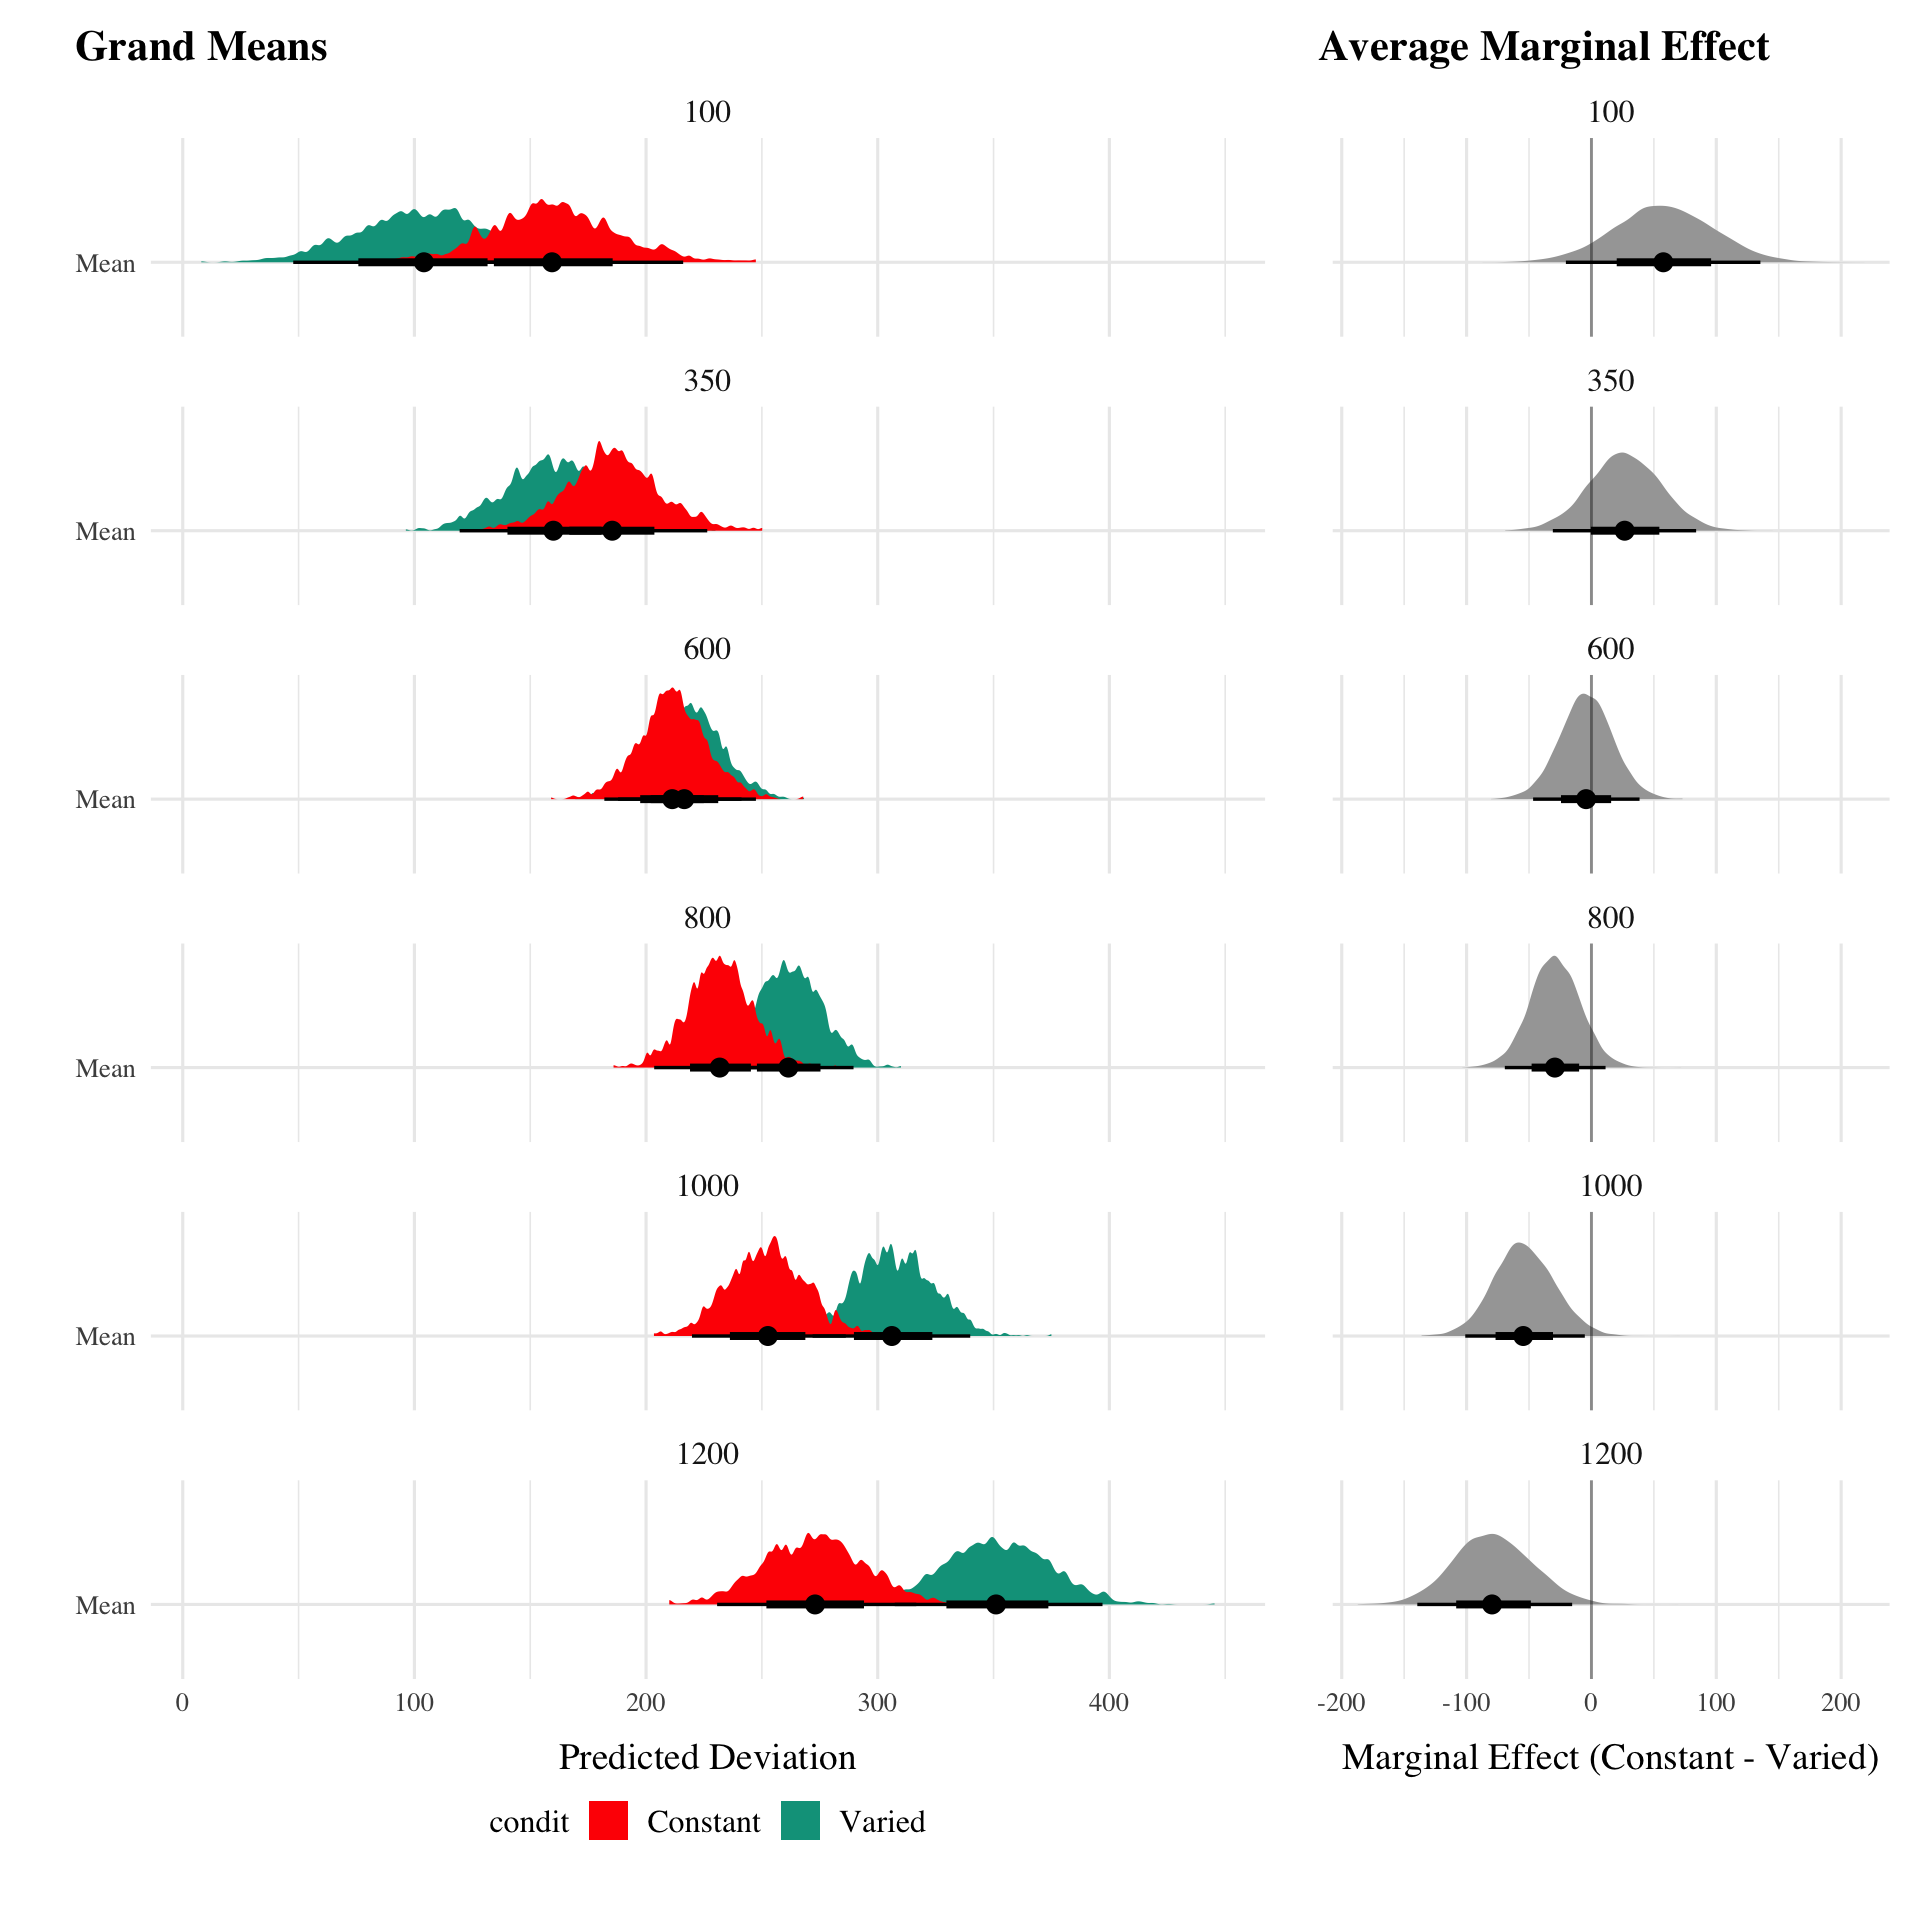 Grand Means
Average Marginal Effect
100
100
Mean
350
350
Mean
600
600
Mean
800
800
Mean
1000
1000
Mean
1200
1200
Mean
0 100 200 300 400
-200 -100 0 100 200
Predicted Deviation
Marginal Effect (Constant - Varied)
condit Constant Varied